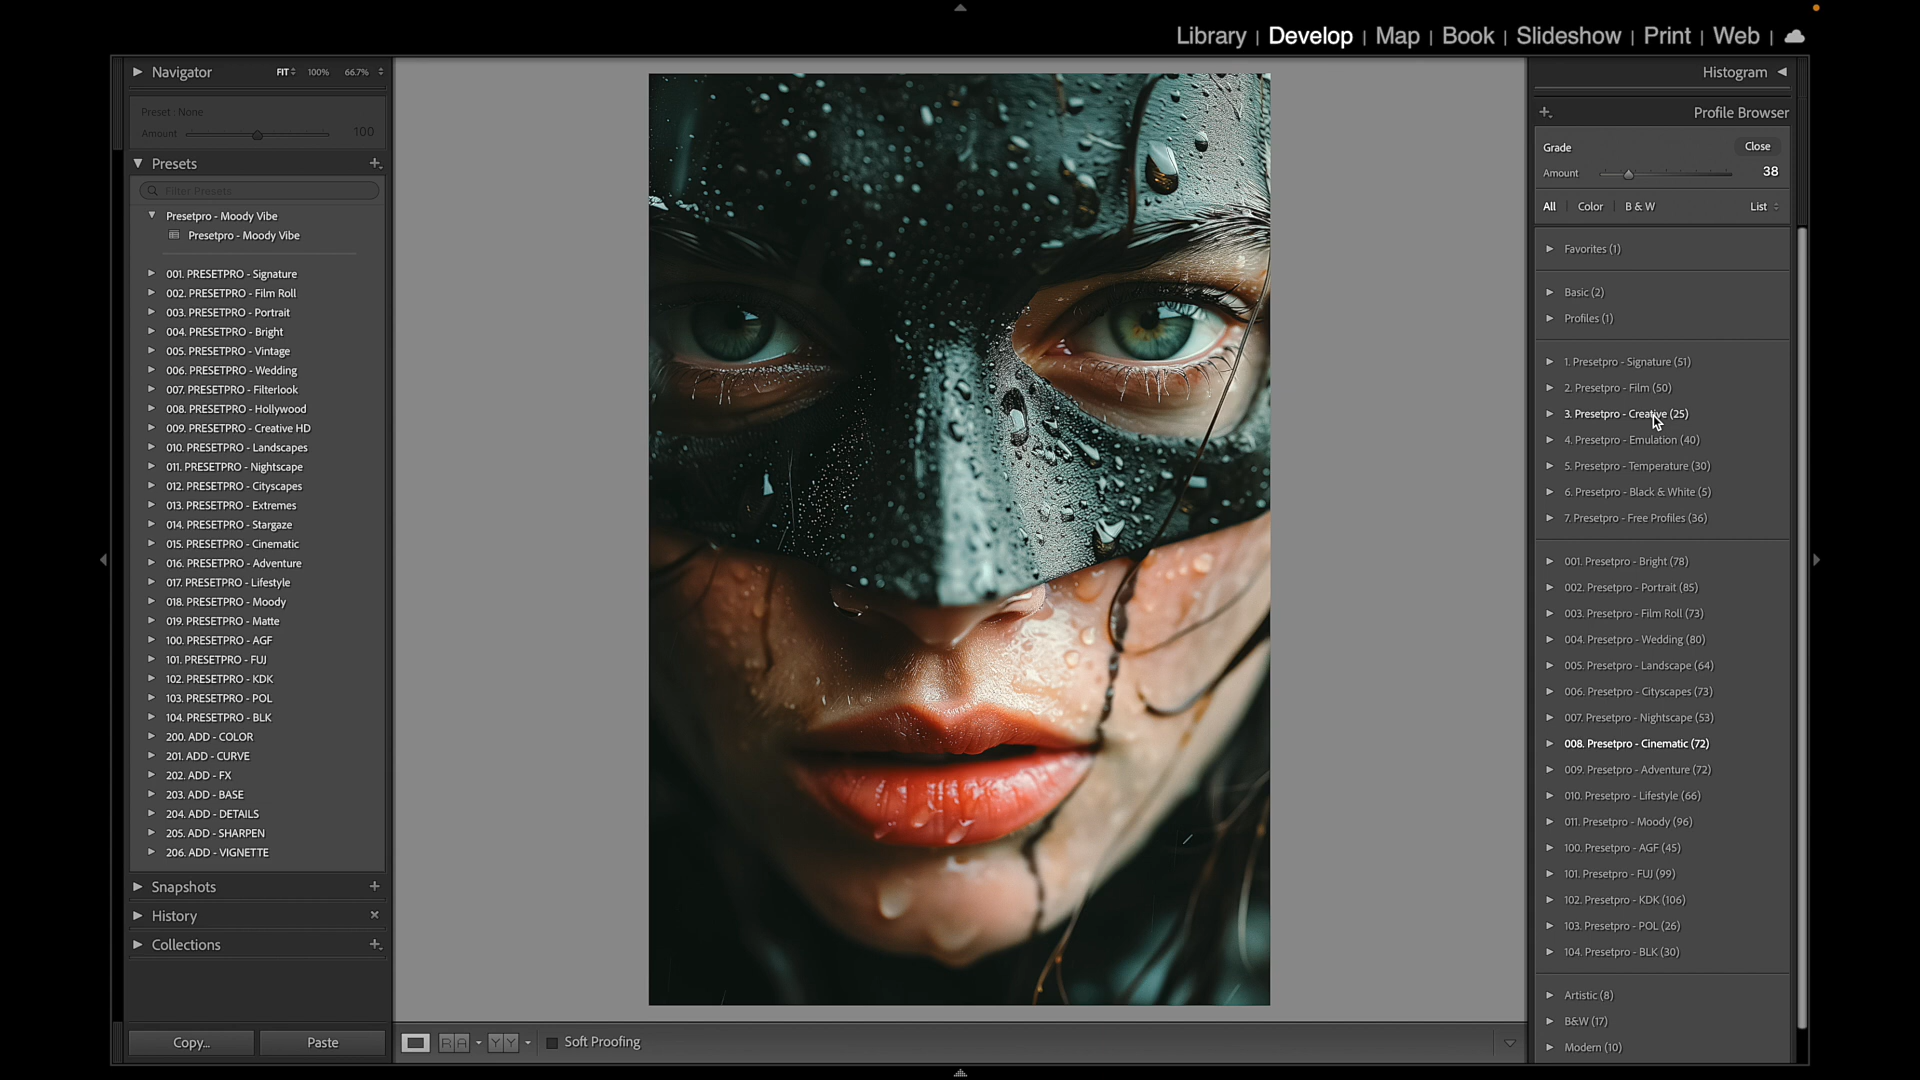 Library | Develop | Map | Book | Slideshow | Print | Web |
Navigator FIT 100% 66.7%
Preset : None
Amount 100
Presets
Filter Presets
Presetpro - Moody Vibe
Presetpro - Moody Vibe
001. PRESETPRO - Signature
002. PRESETPRO - Film Roll
003. PRESETPRO - Portrait
004. PRESETPRO - Bright
005. PRESETPRO - Vintage
006. PRESETPRO - Wedding
007. PRESETPRO - Filterlook
008. PRESETPRO - Hollywood
009. PRESETPRO - Creative HD
010. PRESETPRO - Landscapes
011. PRESETPRO - Nightscape
012. PRESETPRO - Cityscapes
013. PRESETPRO - Extremes
014. PRESETPRO - Stargaze
015. PRESETPRO - Cinematic
016. PRESETPRO - Adventure
017. PRESETPRO - Lifestyle
018. PRESETPRO - Moody
019. PRESETPRO - Matte
100. PRESETPRO - AGF
101. PRESETPRO - FUJ
102. PRESETPRO - KDK
103. PRESETPRO - POL
104. PRESETPRO - BLK
200. ADD - COLOR
201. ADD - CURVE
202. ADD - FX
203. ADD - BASE
204. ADD - DETAILS
205. ADD - SHARPEN
206. ADD - VIGNETTE
Snapshots
History
Collections
Copy... Paste
R A Y Y Soft Proofing
Histogram
Profile Browser
Grade Close
Amount 38
All | Color | B & W List
Favorites (1)
Basic (2)
Profiles (1)
1. Presetpro - Signature (51)
2. Presetpro - Film (50)
3. Presetpro - Creative (25)
4. Presetpro - Emulation (40)
5. Presetpro - Temperature (30)
6. Presetpro - Black & White (5)
7. Presetpro - Free Profiles (36)
001. Presetpro - Bright (78)
002. Presetpro - Portrait (85)
003. Presetpro - Film Roll (73)
004. Presetpro - Wedding (80)
005. Presetpro - Landscape (64)
006. Presetpro - Cityscapes (73)
007. Presetpro - Nightscape (53)
008. Presetpro - Cinematic (72)
009. Presetpro - Adventure (72)
010. Presetpro - Lifestyle (66)
011. Presetpro - Moody (96)
100. Presetpro - AGF (45)
101. Presetpro - FUJ (99)
102. Presetpro - KDK (106)
103. Presetpro - POL (26)
104. Presetpro - BLK (30)
Artistic (8)
B&W (17)
Modern (10)